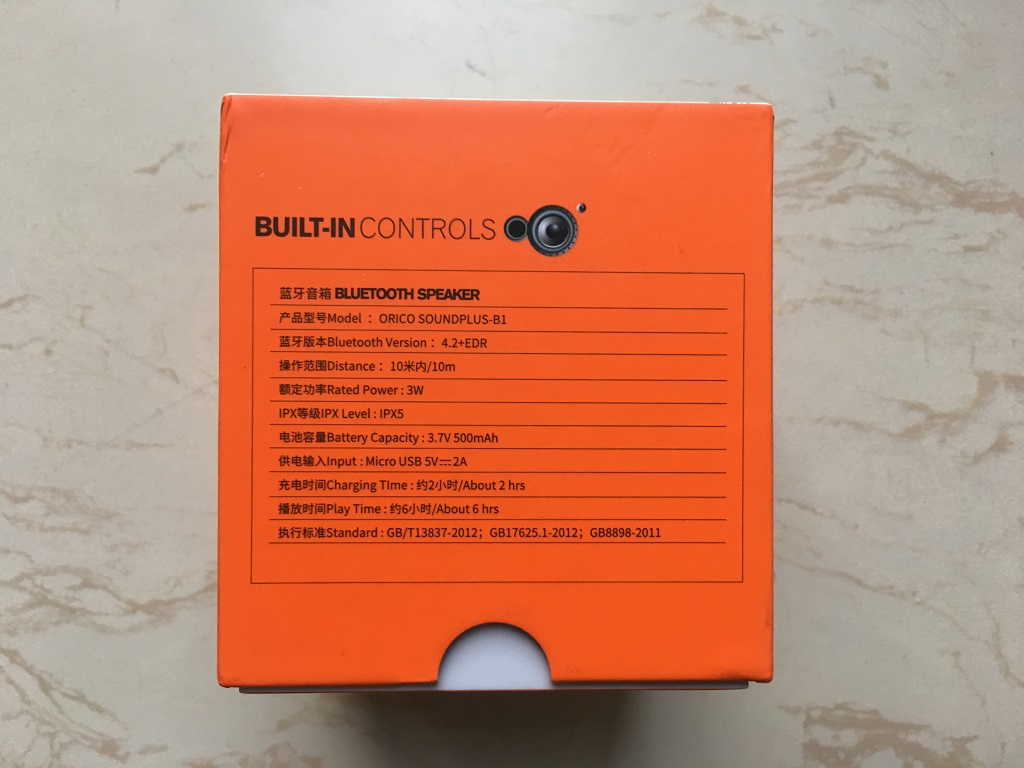 BUILT-IN CONTROLS
蓝牙音箱 BLUETOOTH SPEAKER
产品型号Model ： ORICO SOUNDPLUS-B1
蓝牙版本Bluetooth Version ： 4.2+EDR
操作范围Distance ： 10米内/10m
额定功率Rated Power : 3W
IPX等级IPX Level : IPX5
电池容量Battery Capacity : 3.7V 500mAh
供电输入Input : Micro USB 5V⎓2A
充电时间Charging TIme : 约2小时/About 2 hrs
播放时间Play Time : 约6小时/About 6 hrs
执行标准Standard : GB/T13837-2012；GB17625.1-2012；GB8898-2011